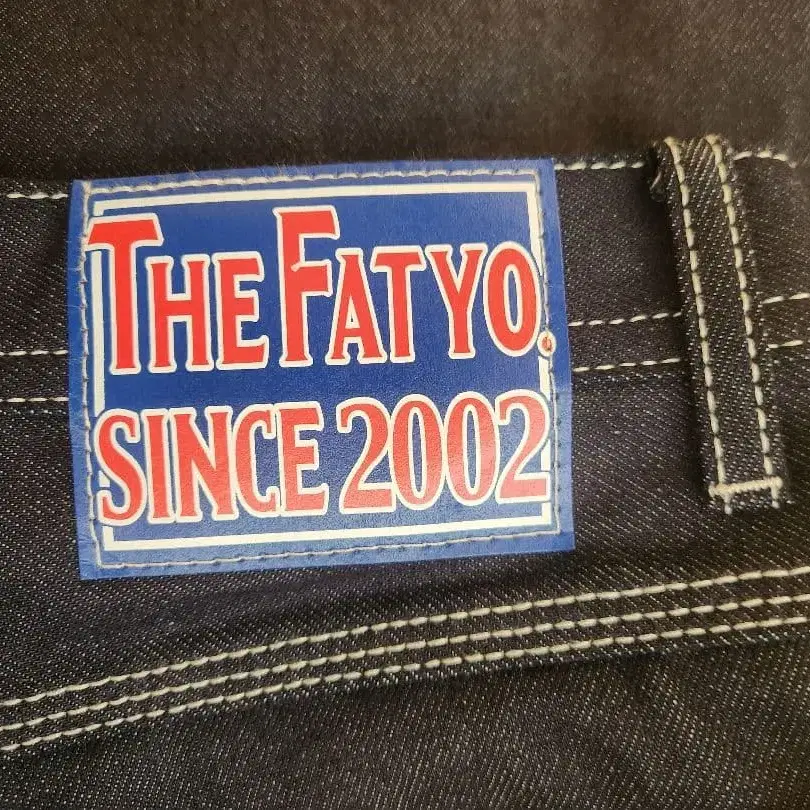 THE FATYO.
SINCE 2002